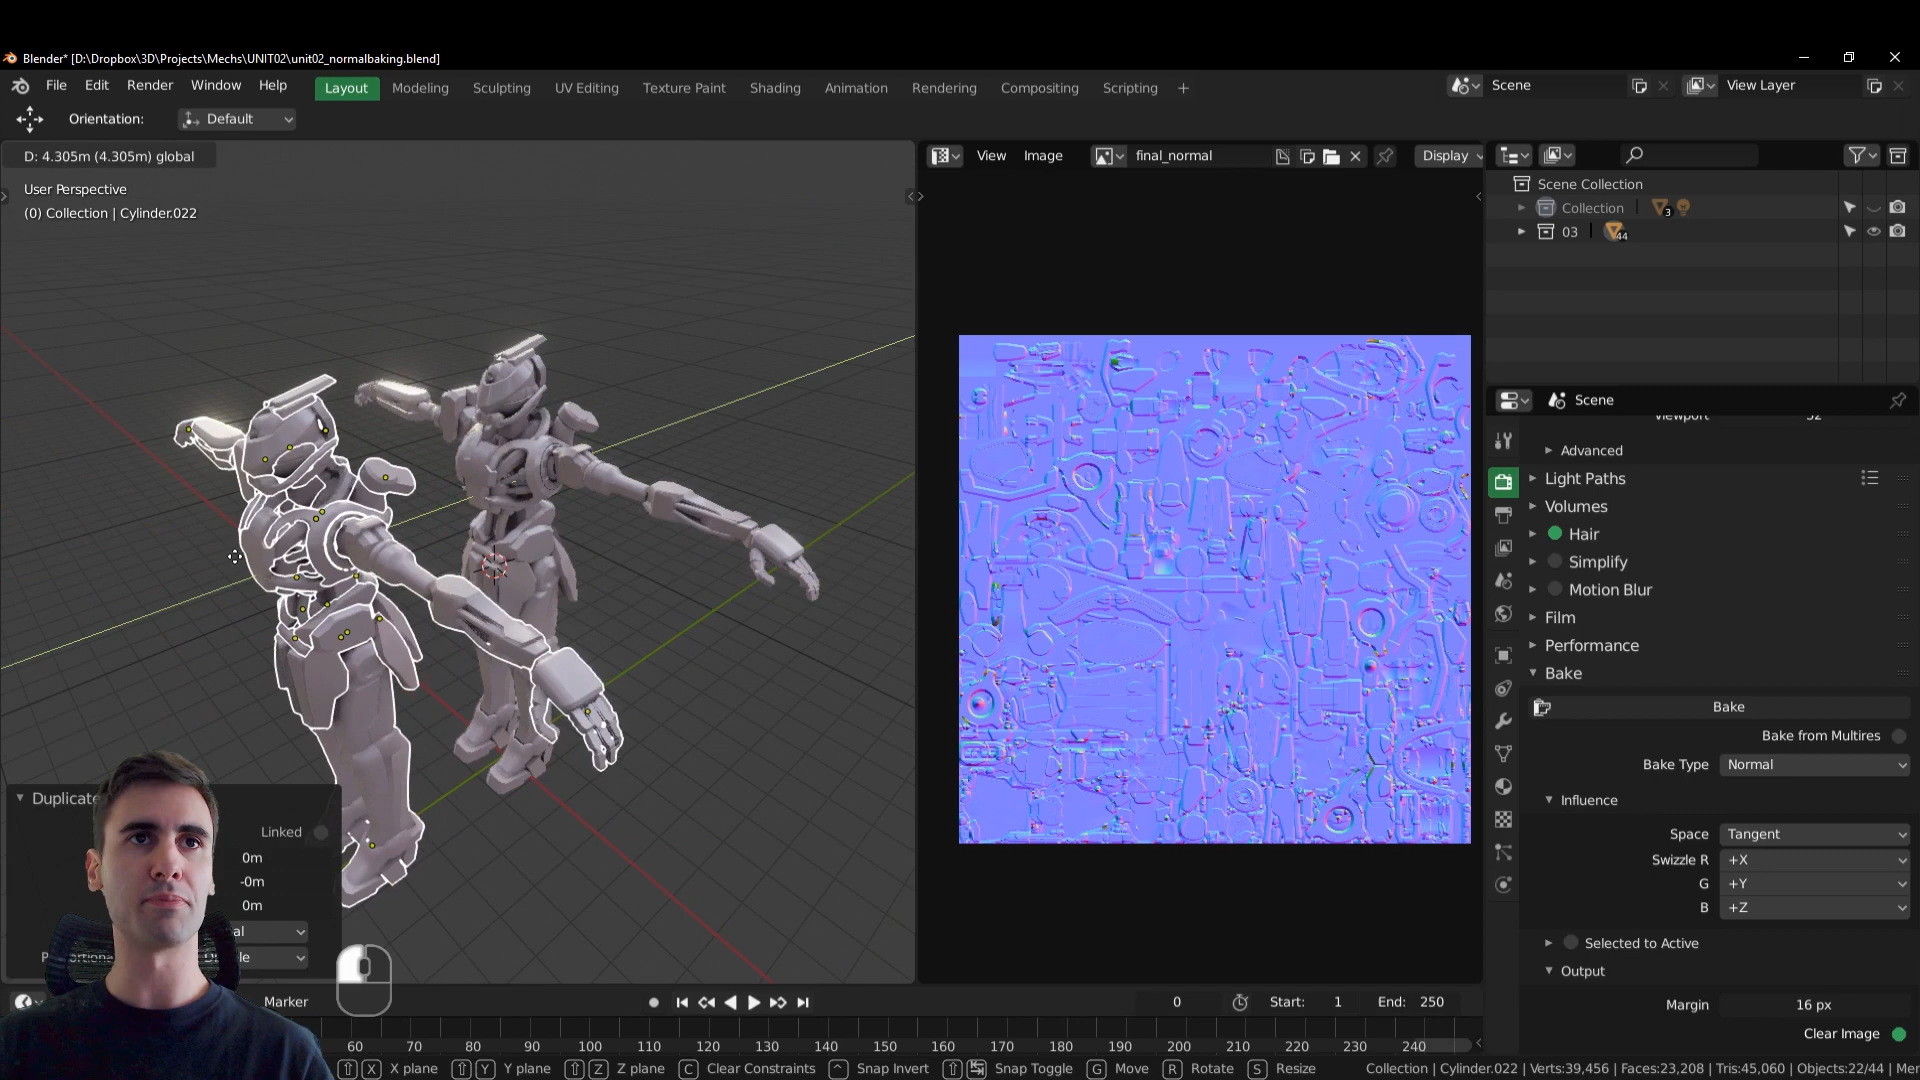 Blender* [D:\Dropbox\3D\Projects\Mechs\UNIT02\unit02_normalbaking.blend]
File Edit Render Window Help Layout Modeling Sculpting UV Editing Texture Paint Shading Animation Rendering Compositing Scripting + Scene View Layer
Orientation: Default
D: 4.305m (4.305m) global
View Image final_normal Display
User Perspective
(0) Collection | Cylinder.022
Scene Collection
Collection 3
03 44
Scene
Viewport 32
Advanced
Light Paths
Volumes
Hair
Simplify
Motion Blur
Film
Performance
Bake
Bake
Bake from Multires
Bake Type Normal
Influence
Space Tangent
Swizzle R +X
G +Y
B +Z
Selected to Active
Output
Margin 16 px
Clear Image
Duplicate
Linked
0m
-0m
0m
Marker
0 Start: 1 End: 250
60 70 80 90 100 110 120 130 140 150 160 170 180 190 200 210 220 230 240
X X plane Y Y plane Z Z plane C Clear Constraints ^ Snap Invert Snap Toggle G Move R Rotate S Resize Collection | Cylinder.022 | Verts:39,456 | Faces:23,208 | Tris:45,060 | Objects:22/44 |